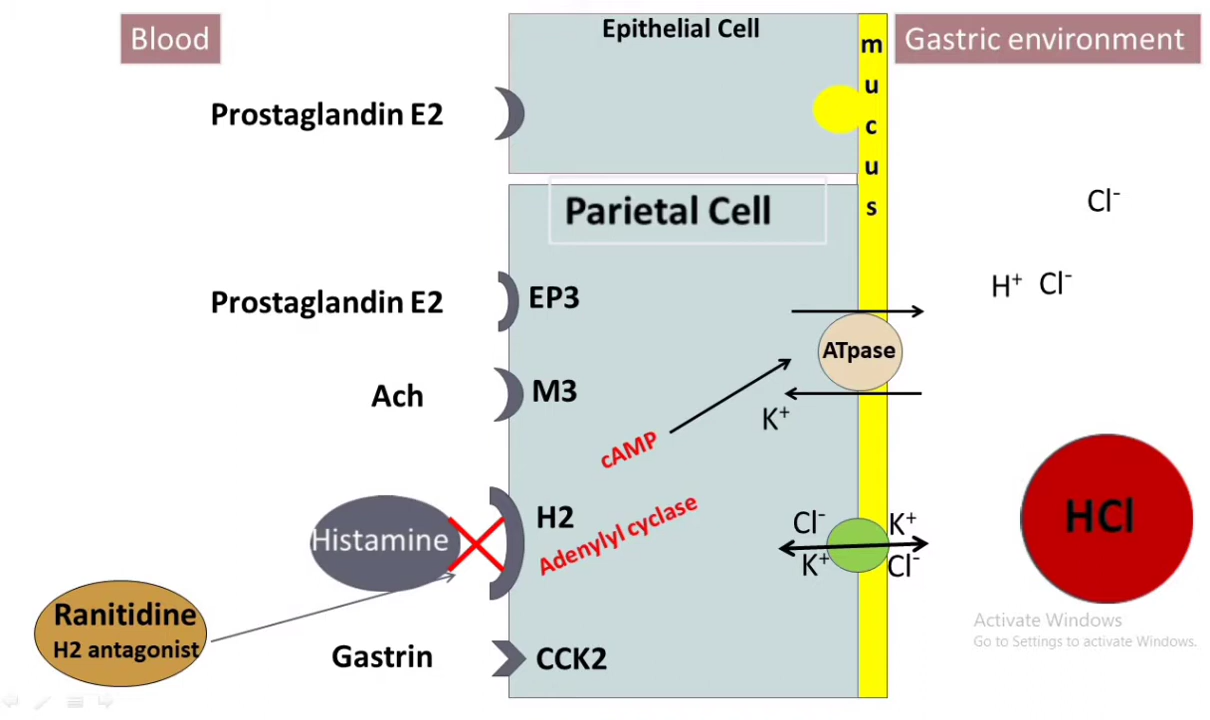 Blood
Epithelial Cell
Gastric environment
mucus
Prostaglandin E2
Parietal Cell
Cl⁻
H⁺ Cl⁻
Prostaglandin E2
EP3
ATpase
Ach
M3
K⁺
cAMP
HCl
Histamine
H2
Adenylyl cyclase
Cl⁻
K⁺
K⁺
Cl⁻
Ranitidine
H2 antagonist
Gastrin
CCK2
Activate Windows
Go to Settings to activate Windows.